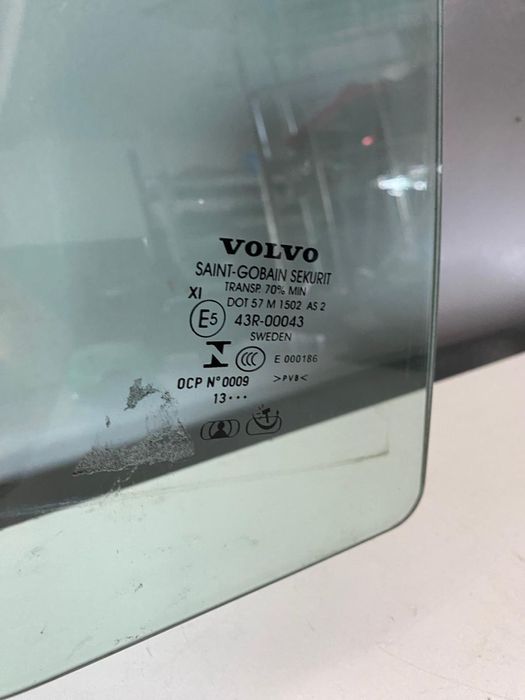 VOLVO
SAINT-GOBAIN SEKURIT
TRANSP. 70% MIN
XI DOT 57 M 1502 AS 2
E5 43R-00043
SWEDEN
CCC E 000186
OCP N°0009 >PVB<
13•••